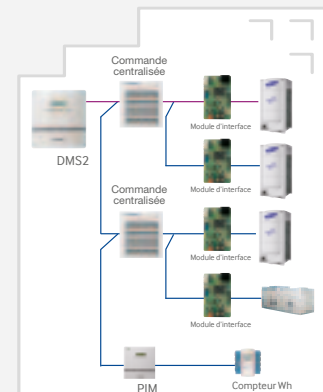 Commande
centralisée
Module d'interface
DMS2
Module d'interface
Commande
centralisée
Module d'interface
Module d'interface
PIM
Compteur Wh